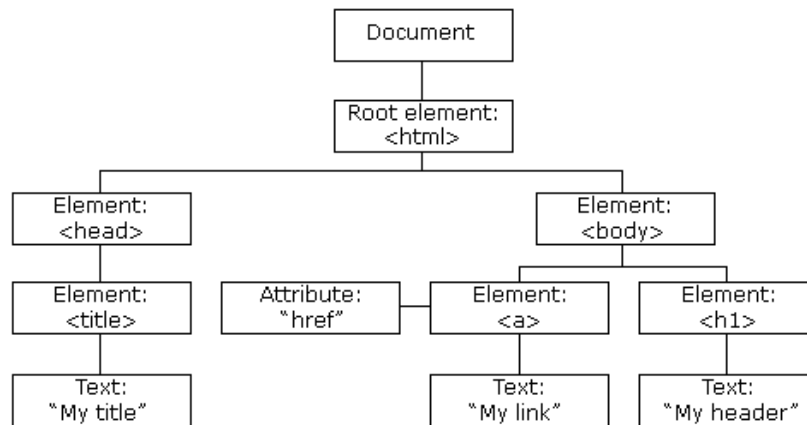 Document
Root element:
<html>
Element:
<head>
Element:
<body>
Element:
<title>
Attribute:
“href”
Element:
<a>
Element:
<h1>
Text:
“My title”
Text:
“My link”
Text:
“My header”